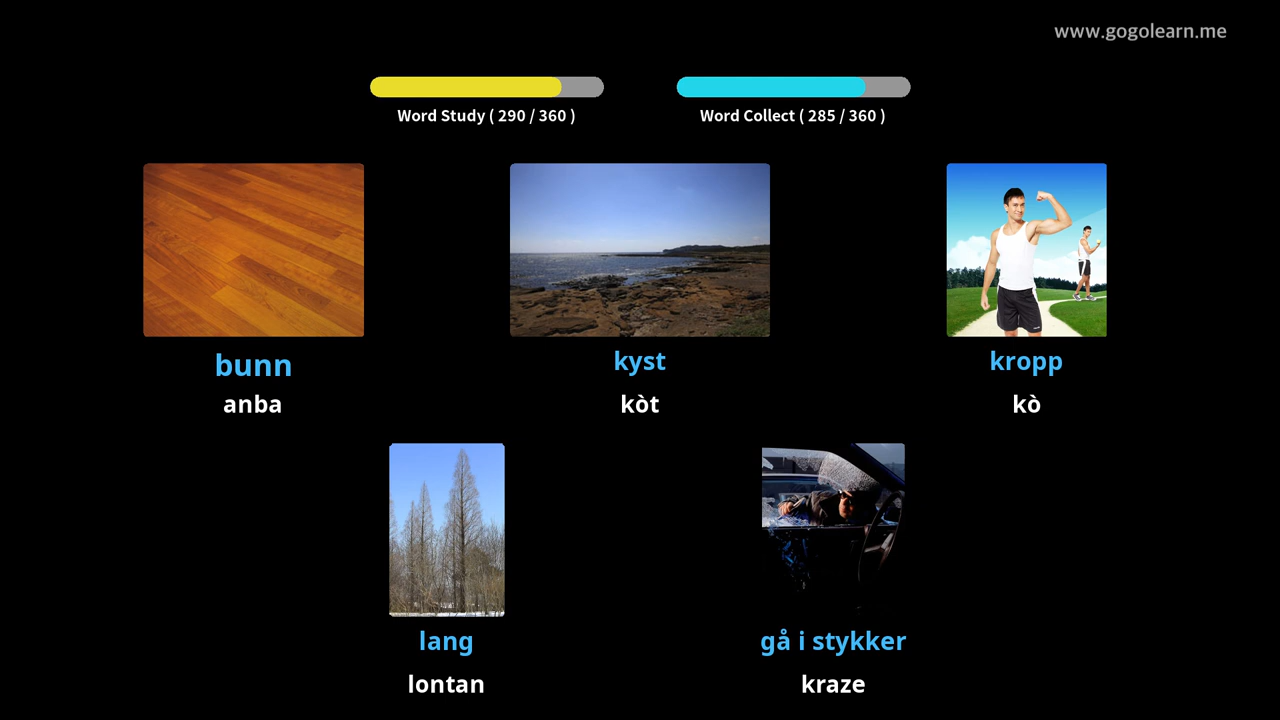 www.gogolearn.me
Word Study ( 290 / 360 )
Word Collect ( 285 / 360 )
bunn
anba
kyst
kòt
kropp
kò
lang
lontan
gå i stykker
kraze